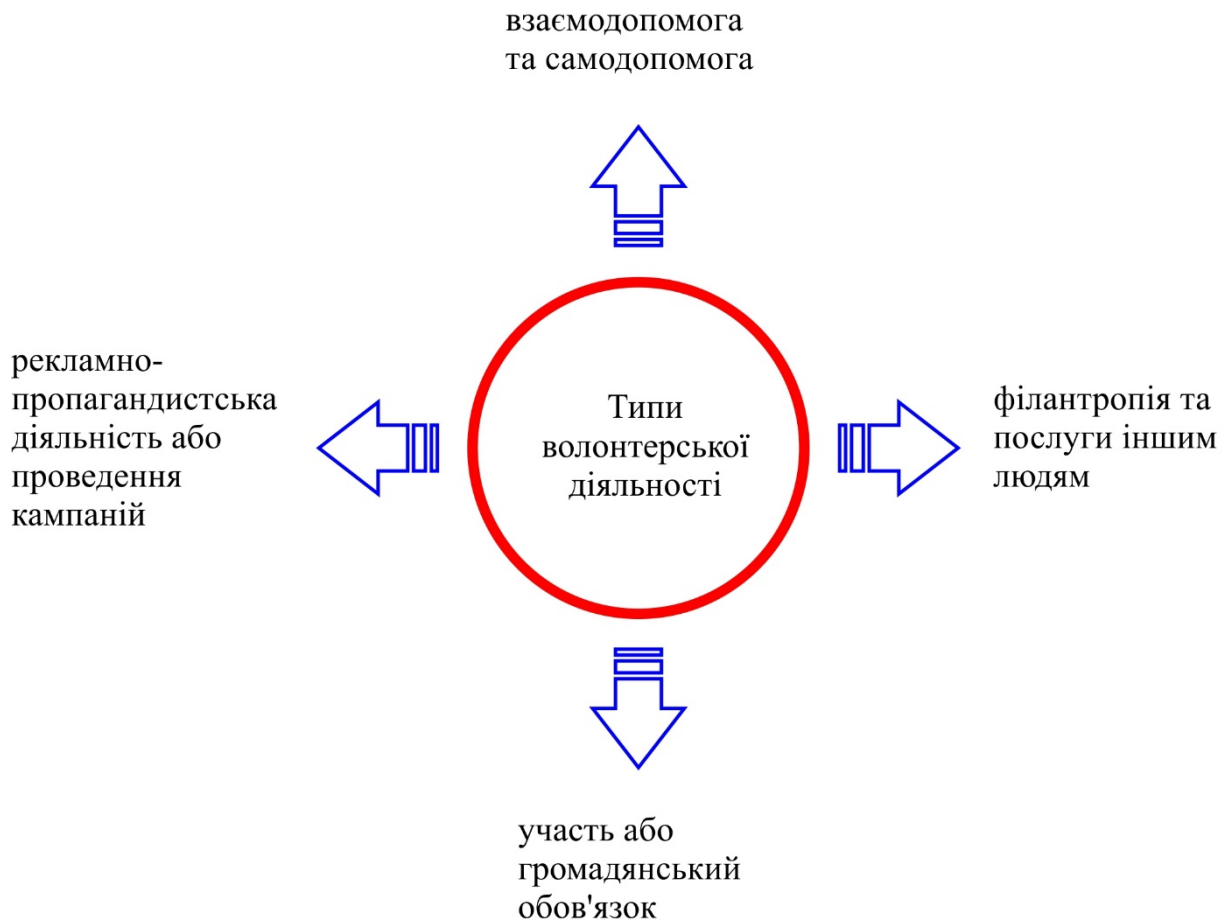 взаємодопомога
та самодопомога
рекламно-
пропагандистська
діяльність або
проведення
кампаній
Типи
волонтерської
діяльності
філантропія та
послуги іншим
людям
участь або
громадянський
обов'язок